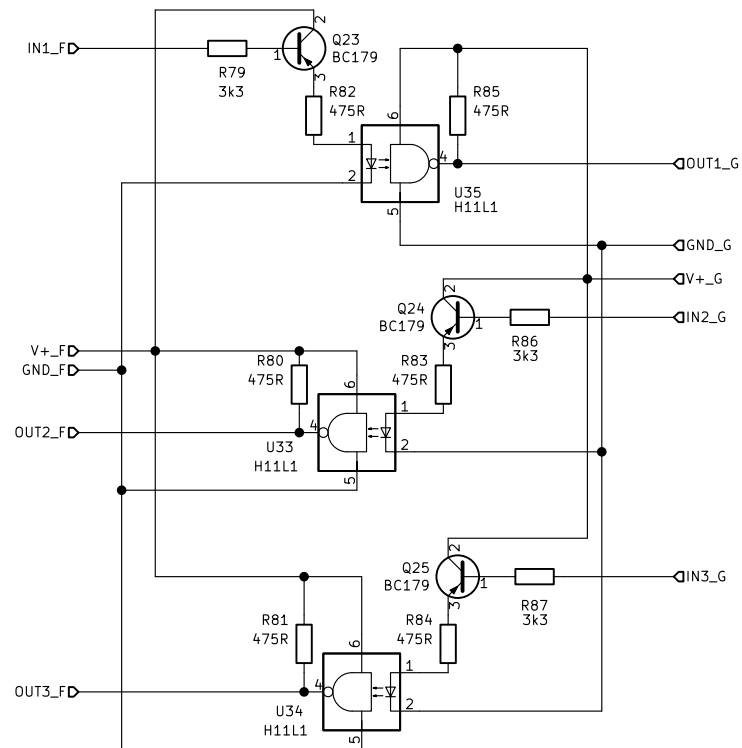 2
Q23
BC179
IN1_F
1
R79
3k3
3
R82
475R
R85
475R
6
1
4
OUT1_G
2
U35
H11L1
5
GND_G
V+_G
2
Q24
BC179
1
IN2_G
R86
3k3
3
V+_F
GND_F
R80
475R
R83
475R
6
1
OUT2_F
4
U33
H11L1
2
5
2
Q25
BC179
1
IN3_G
R87
3k3
3
R81
475R
R84
475R
6
1
OUT3_F
4
U34
H11L1
2
5